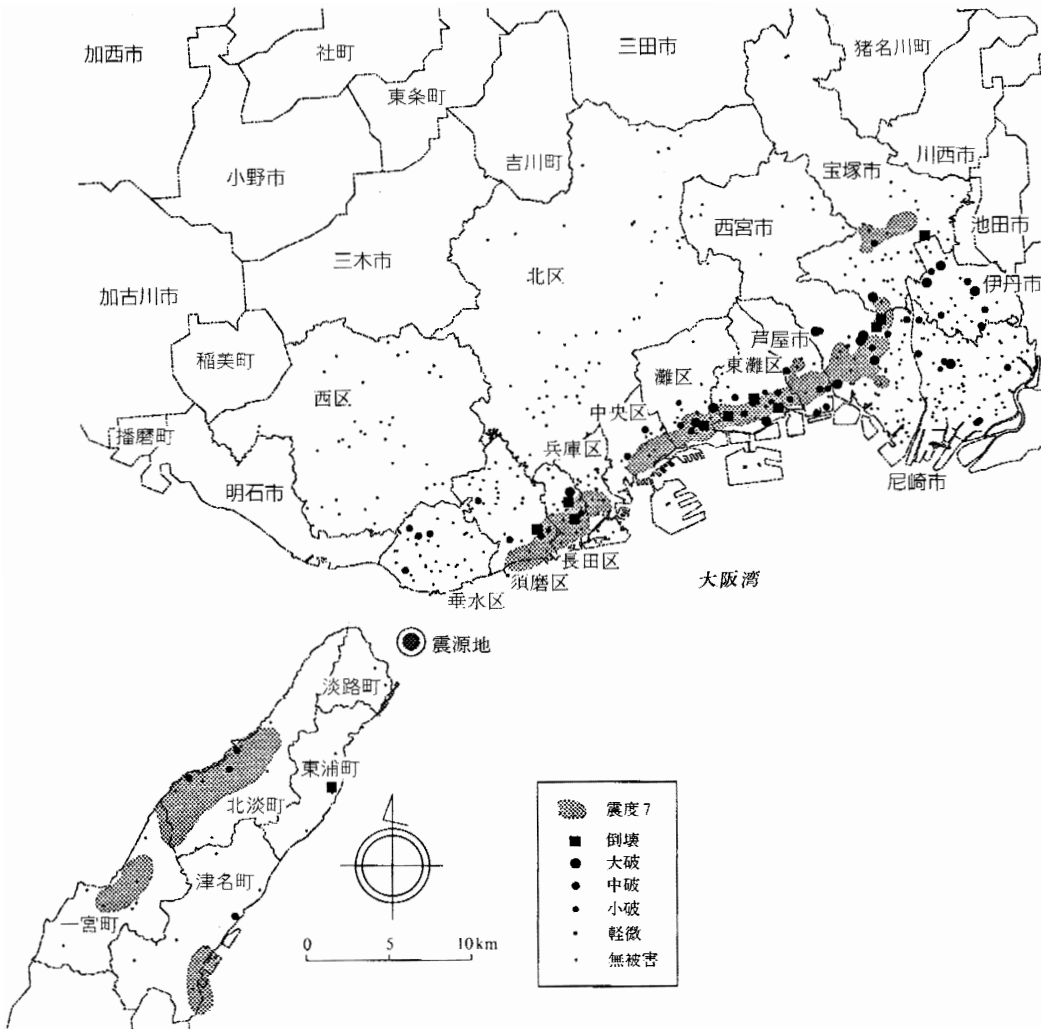 加西市
社町
三田市
猪名川町
東条町
小野市
吉川町
宝塚市
川西市
西宮市
池田市
三木市
北区
加古川市
伊丹市
稲美町
芦屋市
灘区
東灘区
西区
中央区
播磨町
兵庫区
明石市
尼崎市
長田区
大阪湾
須磨区
垂水区
震源地
淡路町
東浦町
北淡町
津名町
一宮町
0 5 10km
震度7
倒壊
大破
中破
小破
軽微
無被害